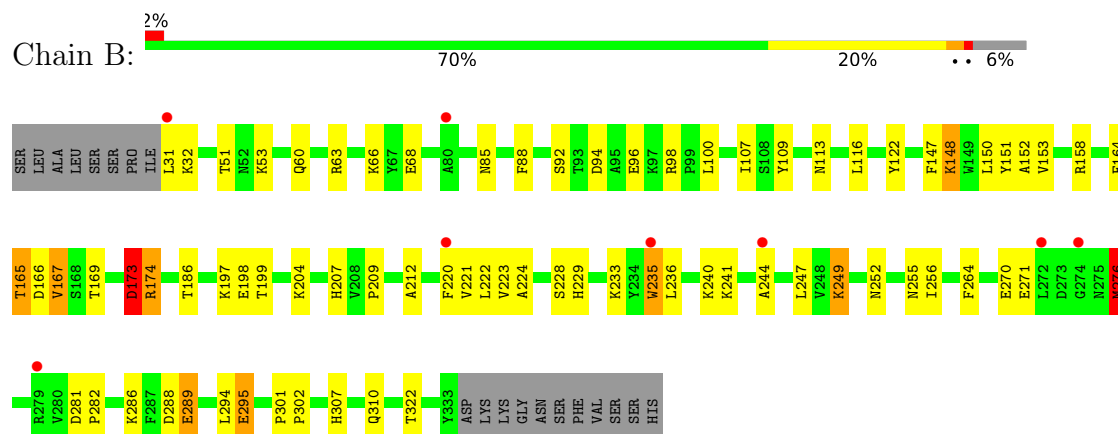 2%
Chain B:
70% 20% • • 6%
SER LEU ALA LEU SER SER PRO ILE L31 K32 T51 N52 K53 Q60 R63 K66 Y67 E68 A80 N85 F88 S92 T93 D94 A95 E96 K97 R98 P99 L100 I107 S108 Y109 N113 L116 Y122 F147 K148 W149 L150 Y151 A152 V153 R158
T165 D166 V167 S168 T169 D173 R174 T186 K197 E198 T199 K204 H207 V208 P209 A212 F220 V221 L222 V223 A224 S228 H229 K233 Y234 W235 L236 K240 K241 A244 L247 V248 K249 N252 N255 I256 F264 E270 E271 L272 D273 G274 N275
R279 V280 D281 P282 K286 F287 D288 E289 L294 E295 P301 P302 H307 Q310 T322 Y333 ASP LYS LYS GLY ASN SER PHE VAL SER SER HIS